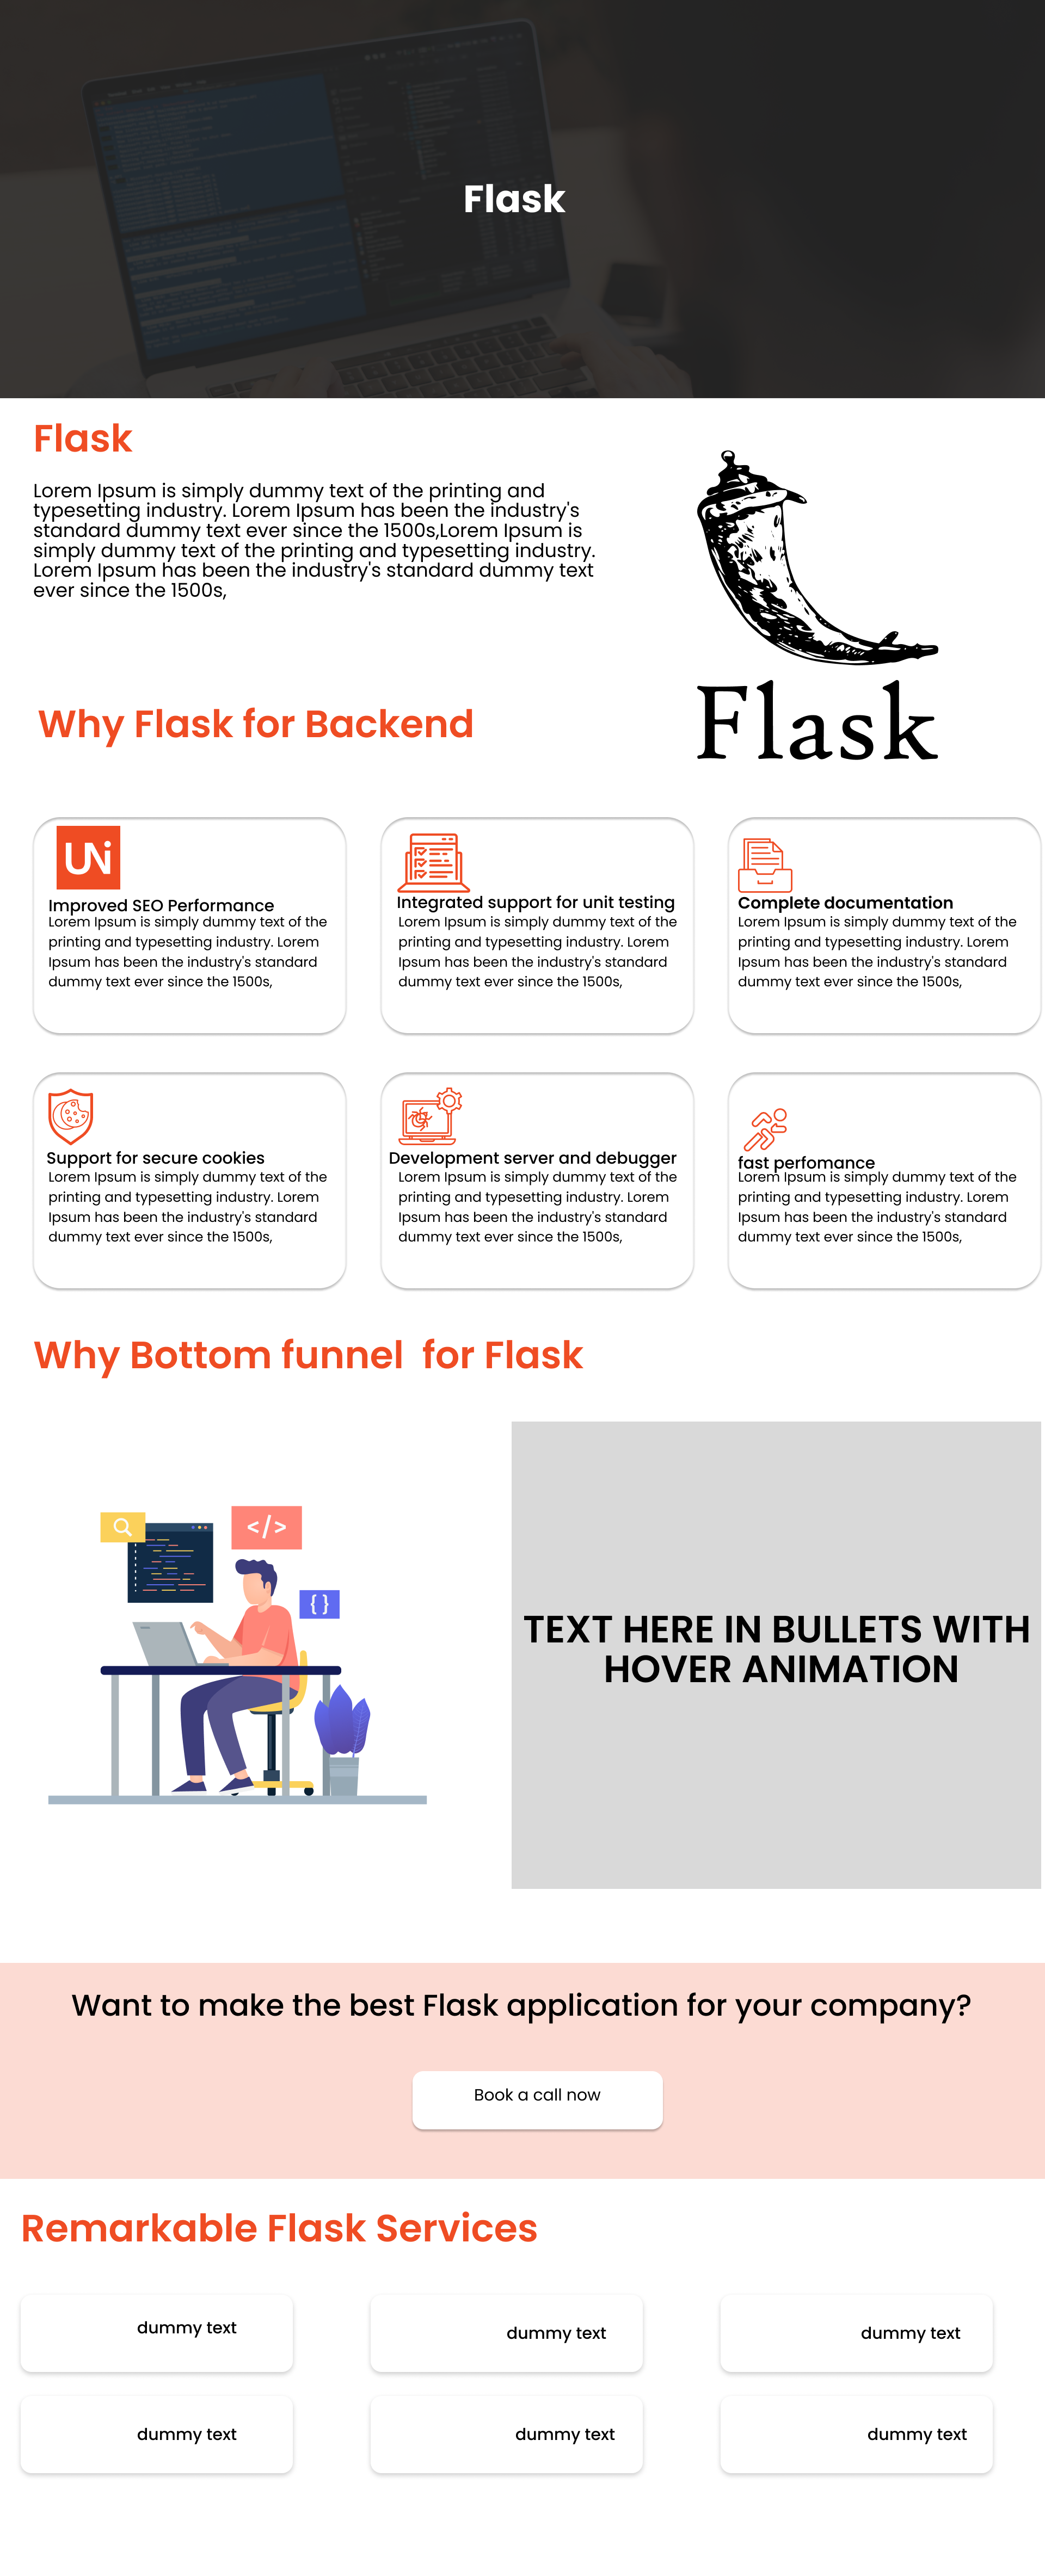 Flask
Flask
Lorem Ipsum is simply dummy text of the printing and
typesetting industry. Lorem Ipsum has been the industry's
standard dummy text ever since the 1500s,Lorem Ipsum is
simply dummy text of the printing and typesetting industry.
Lorem Ipsum has been the industry's standard dummy text
ever since the 1500s,
Flask
Why Flask for Backend
UNi
Improved SEO Performance
Lorem Ipsum is simply dummy text of the
printing and typesetting industry. Lorem
Ipsum has been the industry's standard
dummy text ever since the 1500s,
Integrated support for unit testing
Lorem Ipsum is simply dummy text of the
printing and typesetting industry. Lorem
Ipsum has been the industry's standard
dummy text ever since the 1500s,
Complete documentation
Lorem Ipsum is simply dummy text of the
printing and typesetting industry. Lorem
Ipsum has been the industry's standard
dummy text ever since the 1500s,
Support for secure cookies
Lorem Ipsum is simply dummy text of the
printing and typesetting industry. Lorem
Ipsum has been the industry's standard
dummy text ever since the 1500s,
Development server and debugger
Lorem Ipsum is simply dummy text of the
printing and typesetting industry. Lorem
Ipsum has been the industry's standard
dummy text ever since the 1500s,
fast perfomance
Lorem Ipsum is simply dummy text of the
printing and typesetting industry. Lorem
Ipsum has been the industry's standard
dummy text ever since the 1500s,
Why Bottom funnel  for Flask
</>
{ }
TEXT HERE IN BULLETS WITH
HOVER ANIMATION
Want to make the best Flask application for your company?
Book a call now
Remarkable Flask Services
dummy text
dummy text
dummy text
dummy text
dummy text
dummy text